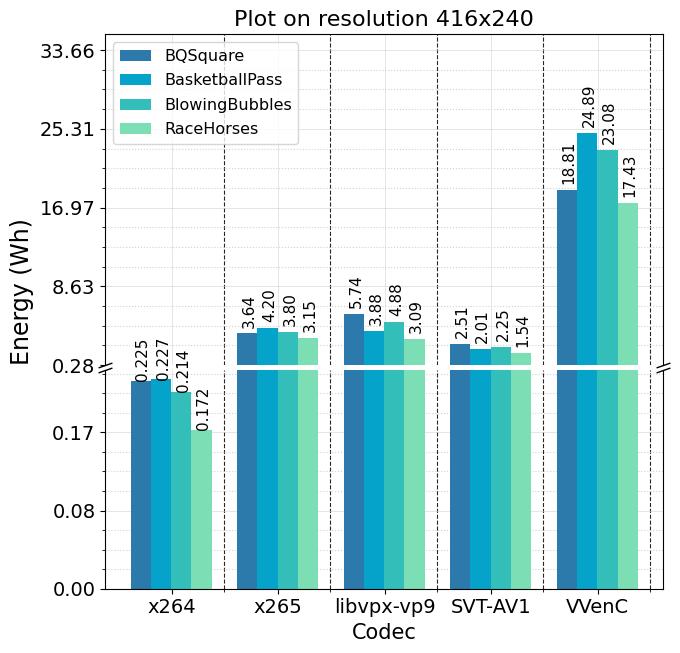 Plot on resolution 416x240
Energy (Wh)
33.66
25.31
16.97
8.63
0.28
0.17
0.08
0.00
BQSquare
BasketballPass
BlowingBubbles
RaceHorses
0.225
0.227
0.214
0.172
3.64
4.20
3.80
3.15
5.74
3.88
4.88
3.09
2.51
2.01
2.25
1.54
18.81
24.89
23.08
17.43
x264
x265
libvpx-vp9
SVT-AV1
VVenC
Codec